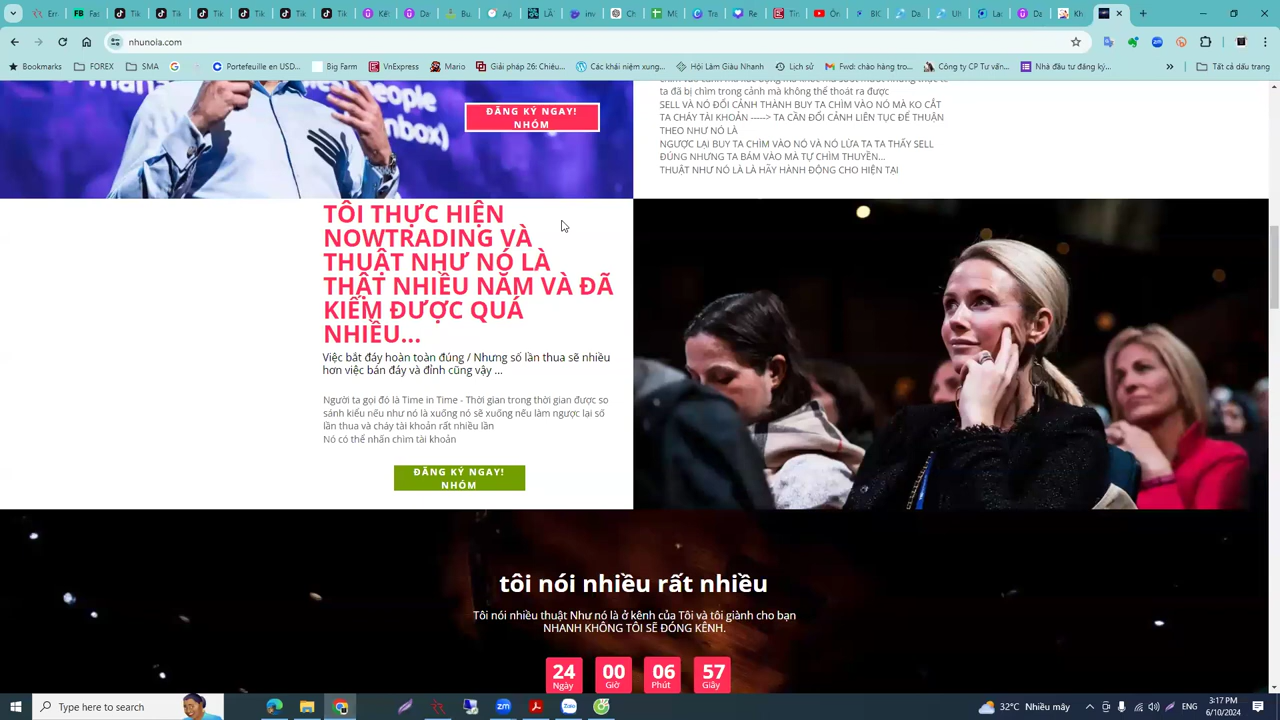 Tik
Tik
Tik
Tik
nhunola.com
Bookmarks
FOREX
SMA
Portefeuille en USD...
Big Farm
VnExpress
Mario
Giải pháp 26 chiế...
Các khái niệm xung...
Hội Làm Giàu Nhanh
Lịch sử
Fwd: chào hàng tro...
Công ty CP Tư vấn...
Nhà đầu tư đăng ký...
Tất cả dấu trang
people
inbox)
ĐĂNG KÝ NGAY!
NHÓM
ta đã bị chìm trong cảnh mà không thể thoát ra được
SELL VÀ NÓ ĐỔI CẢNH THÀNH BUY TA CHÌM VÀO NÓ MÀ KO CẮT
TA CHÁY TÀI KHOẢN -----> TA CẦN ĐỔI CẢNH LIÊN TỤC ĐỂ THUẬN
THEO NHƯ NÓ LÀ
NGƯỢC LẠI BUY TA CHÌM VÀO NÓ VÀ NÓ LỪA TA TA THẤY SELL
ĐÚNG NHƯNG TA BÁM VÀO MÀ TỰ CHÌM THUYỀN...
THUẬT NHƯ NÓ LÀ LÀ HÃY HÀNH ĐỘNG CHO HIỆN TẠI
TÔI THỰC HIỆN
NOWTRADING VÀ
THUẬT NHƯ NÓ LÀ
THẬT NHIỀU NĂM VÀ ĐÃ
KIẾM ĐƯỢC QUÁ
NHIỀU...
Việc bắt đáy hoàn toàn đúng / Nhưng số lần thua sẽ nhiều
hơn việc bán đáy và đỉnh cũng vậy ...
Người ta gọi đó là Time in Time - Thời gian trong thời gian được so
sánh kiểu nếu như nó là xuống nó sẽ xuống nếu làm ngược lại số
lần thua và cháy tài khoản rất nhiều lần
Nó có thể nhấn chìm tài khoản
ĐĂNG KÝ NGAY!
NHÓM
tôi nói nhiều rất nhiều
Tôi nói nhiều thuật Như nó là ở kênh của Tôi và tôi giành cho bạn
NHANH KHÔNG TÔI SẼ ĐÓNG KÊNH.
24 00 06 57
Ngày Giờ Phút Giây
Type here to search
32°C Nhiều mây
ENG
3:17 PM
6/10/2024